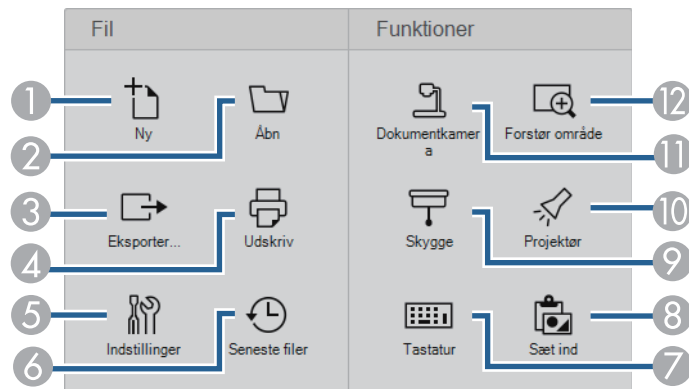 Fil
Funktioner
1
Ny
2
Åbn
Dokumentkamer
a
11
Forstør område
12
3
Eksporter...
4
Udskriv
Skygge
9
Projektør
10
5
Indstillinger
6
Seneste filer
Tastatur
7
Sæt ind
8